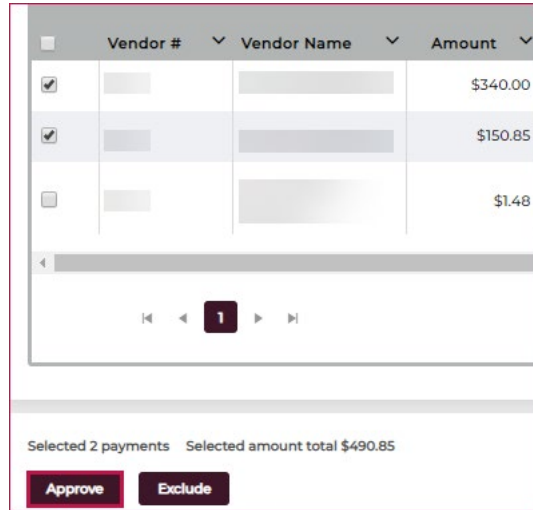 Vendor # Vendor Name Amount
$340.00
$150.85
$1.48
1
Selected 2 payments Selected amount total $490.85
Approve Exclude